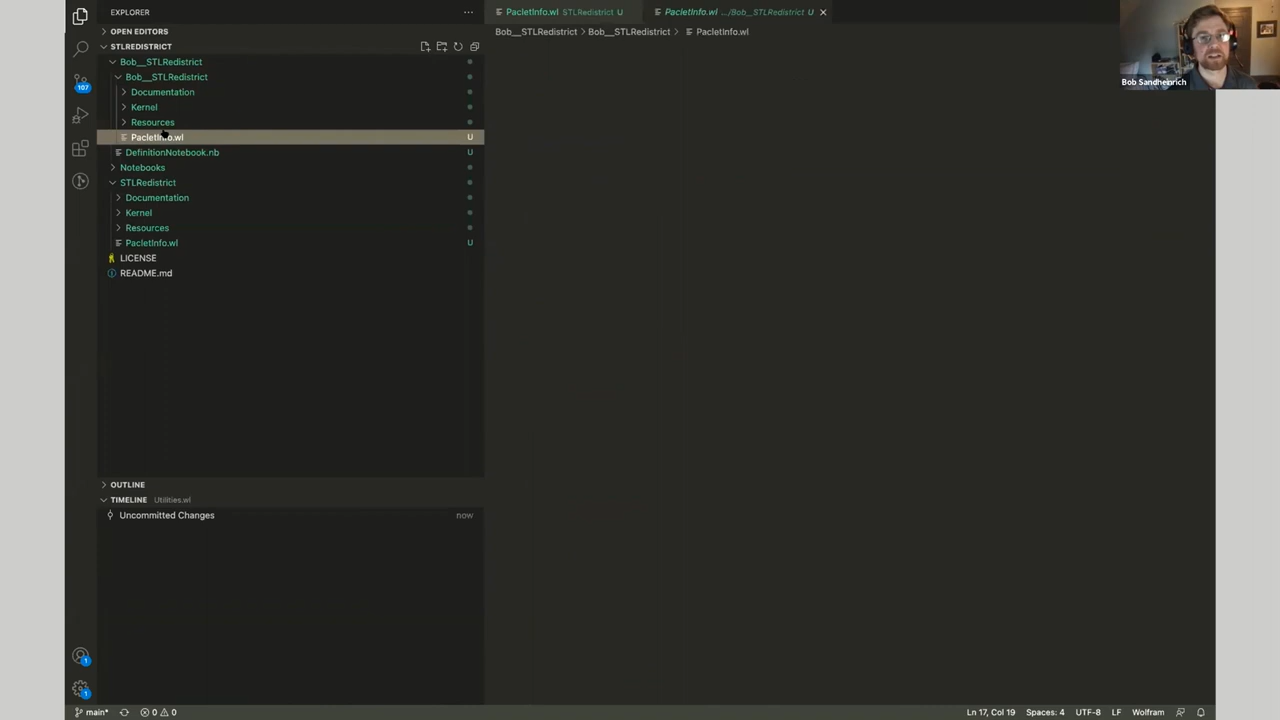 EXPLORER
OPEN EDITORS
STLREDISTRICT
Bob__STLRedistrict
Bob__STLRedistrict
Documentation
Kernel
Resources
PacletInfo.wl U
DefinitionNotebook.nb U
Notebooks
STLRedistrict
Documentation
Kernel
Resources
PacletInfo.wl U
LICENSE
README.md
OUTLINE
TIMELINE Utilities.wl
Uncommitted Changes now
107
1
1
PacletInfo.wl STLRedistrict U
PacletInfo.wl .../Bob__STLRedistrict U
Bob__STLRedistrict > Bob__STLRedistrict > PacletInfo.wl
Bob Sandheinrich
main* 0 0 Ln 17, Col 19 Spaces: 4 UTF-8 LF Wolfram